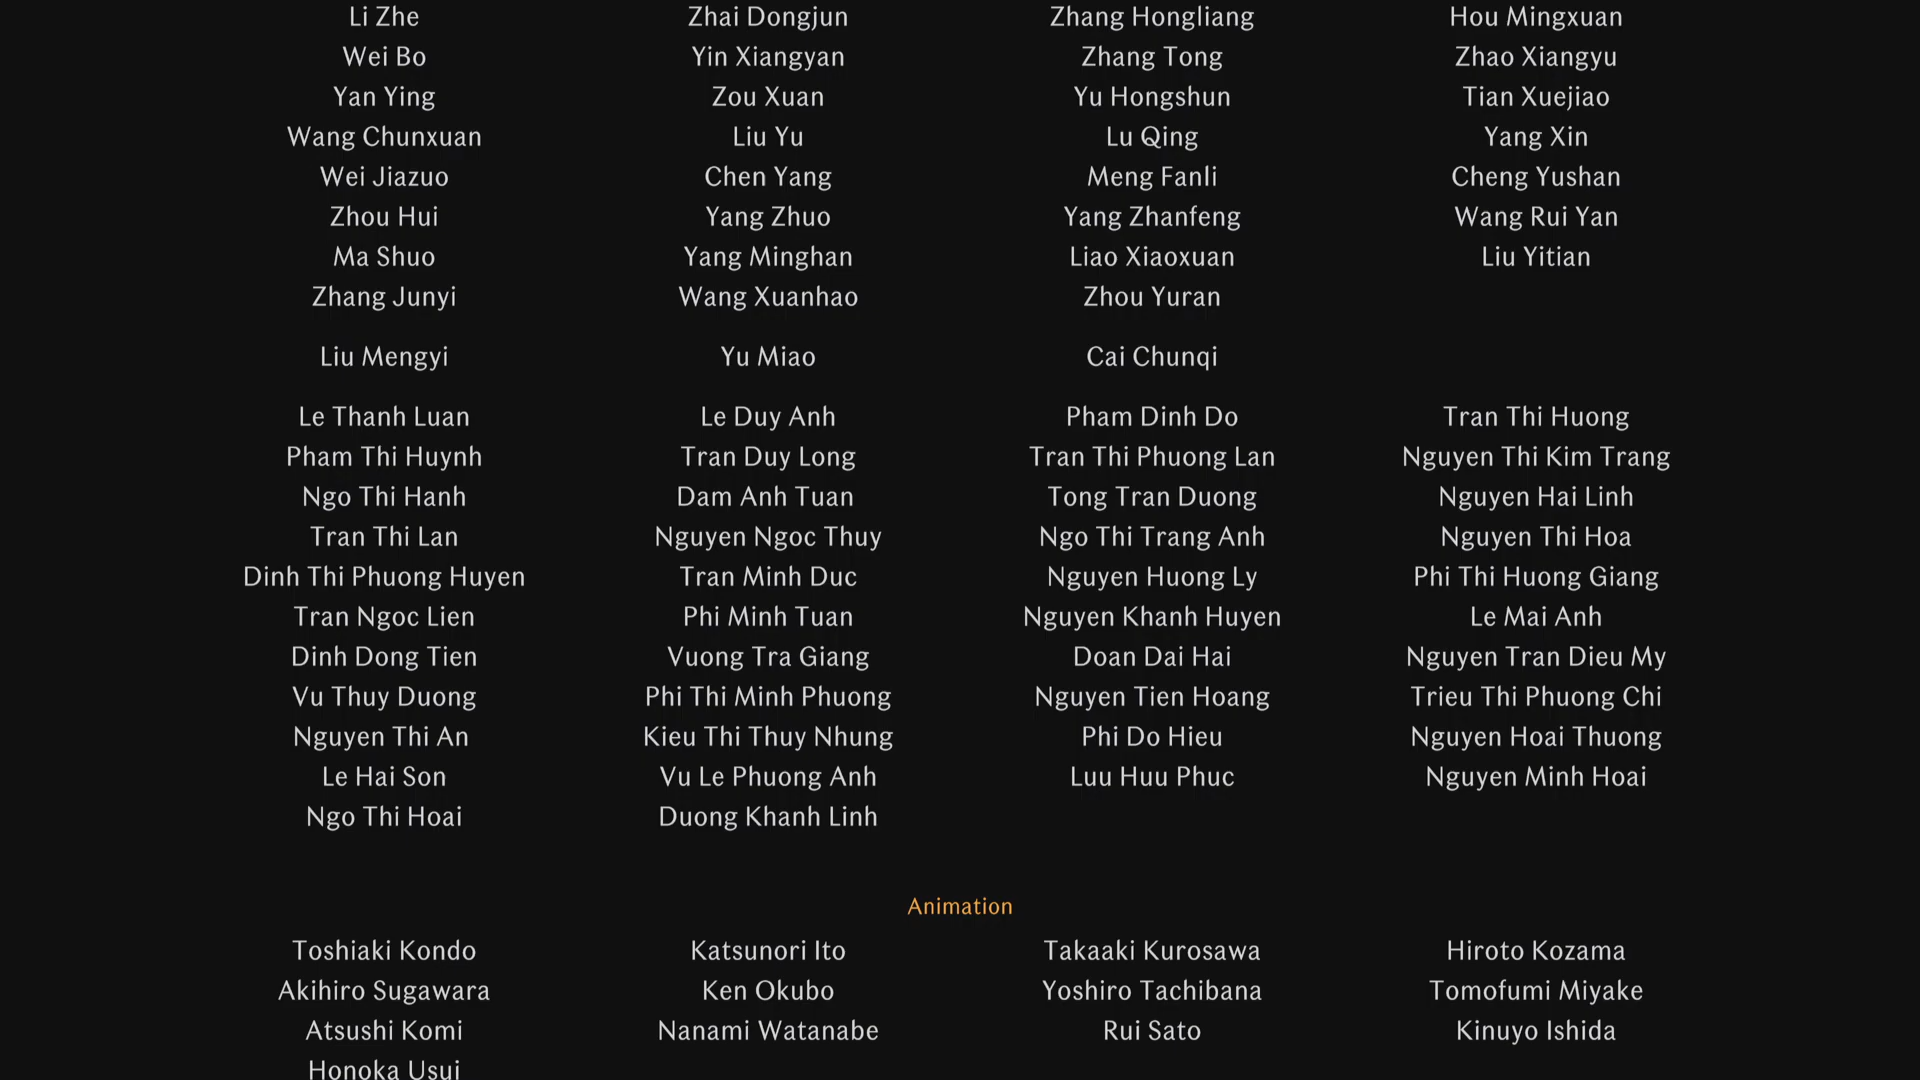 Li Zhe Zhai Dongjun Zhang Hongliang Hou Mingxuan
Wei Bo Yin Xiangyan Zhang Tong Zhao Xiangyu
Yan Ying Zou Xuan Yu Hongshun Tian Xuejiao
Wang Chunxuan Liu Yu Lu Qing Yang Xin
Wei Jiazuo Chen Yang Meng Fanli Cheng Yushan
Zhou Hui Yang Zhuo Yang Zhanfeng Wang Rui Yan
Ma Shuo Yang Minghan Liao Xiaoxuan Liu Yitian
Zhang Junyi Wang Xuanhao Zhou Yuran
Liu Mengyi Yu Miao Cai Chunqi
Le Thanh Luan Le Duy Anh Pham Dinh Do Tran Thi Huong
Pham Thi Huynh Tran Duy Long Tran Thi Phuong Lan Nguyen Thi Kim Trang
Ngo Thi Hanh Dam Anh Tuan Tong Tran Duong Nguyen Hai Linh
Tran Thi Lan Nguyen Ngoc Thuy Ngo Thi Trang Anh Nguyen Thi Hoa
Dinh Thi Phuong Huyen Tran Minh Duc Nguyen Huong Ly Phi Thi Huong Giang
Tran Ngoc Lien Phi Minh Tuan Nguyen Khanh Huyen Le Mai Anh
Dinh Dong Tien Vuong Tra Giang Doan Dai Hai Nguyen Tran Dieu My
Vu Thuy Duong Phi Thi Minh Phuong Nguyen Tien Hoang Trieu Thi Phuong Chi
Nguyen Thi An Kieu Thi Thuy Nhung Phi Do Hieu Nguyen Hoai Thuong
Le Hai Son Vu Le Phuong Anh Luu Huu Phuc Nguyen Minh Hoai
Ngo Thi Hoai Duong Khanh Linh
Animation
Toshiaki Kondo Katsunori Ito Takaaki Kurosawa Hiroto Kozama
Akihiro Sugawara Ken Okubo Yoshiro Tachibana Tomofumi Miyake
Atsushi Komi Nanami Watanabe Rui Sato Kinuyo Ishida
Honoka Usui